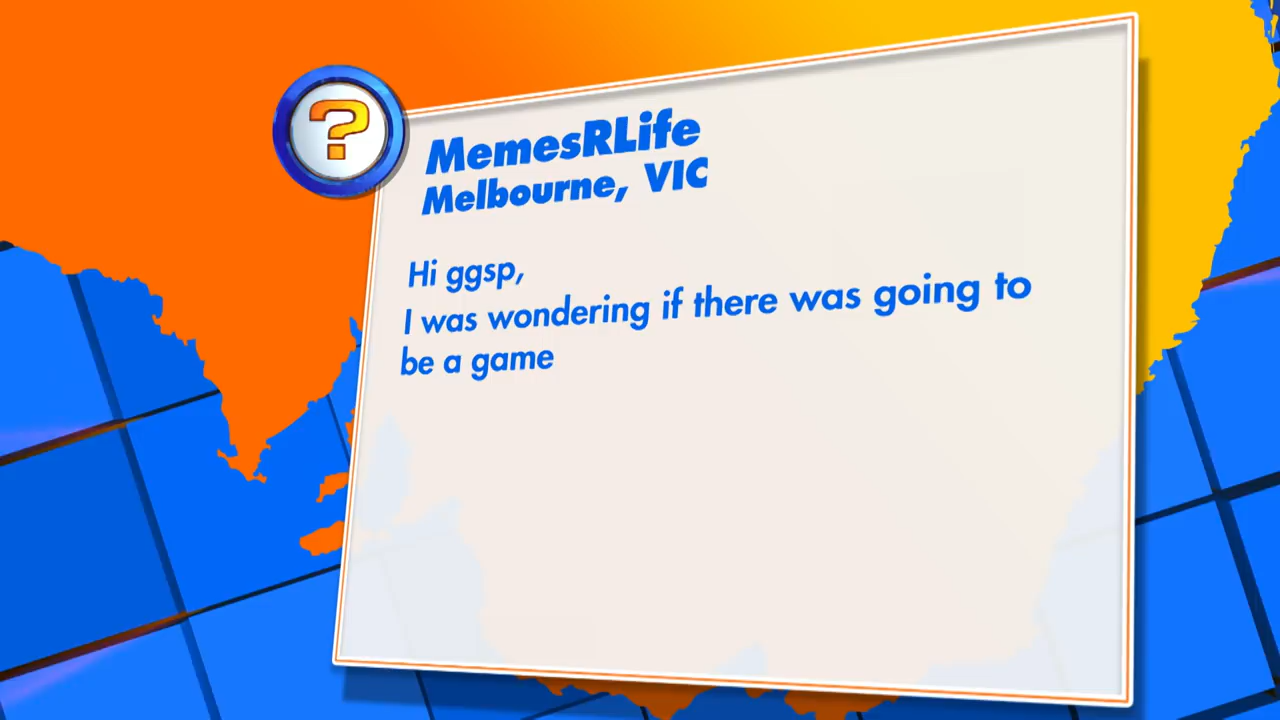 ?
MemesRLife
Melbourne, VIC
Hi ggsp,
I was wondering if there was going to
be a game